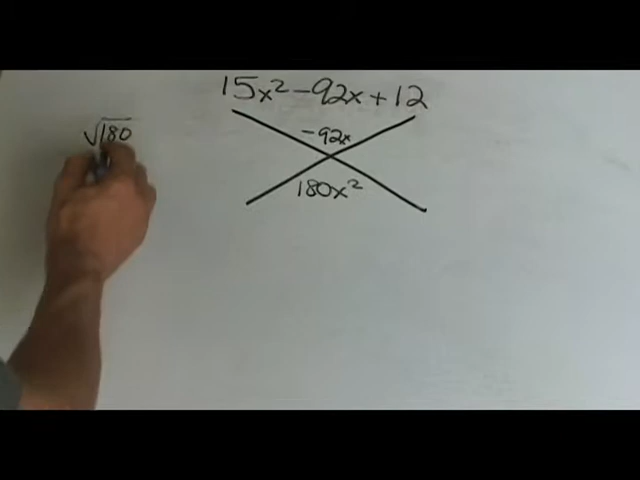 15x² - 92x + 12
√180
-92x
180x²